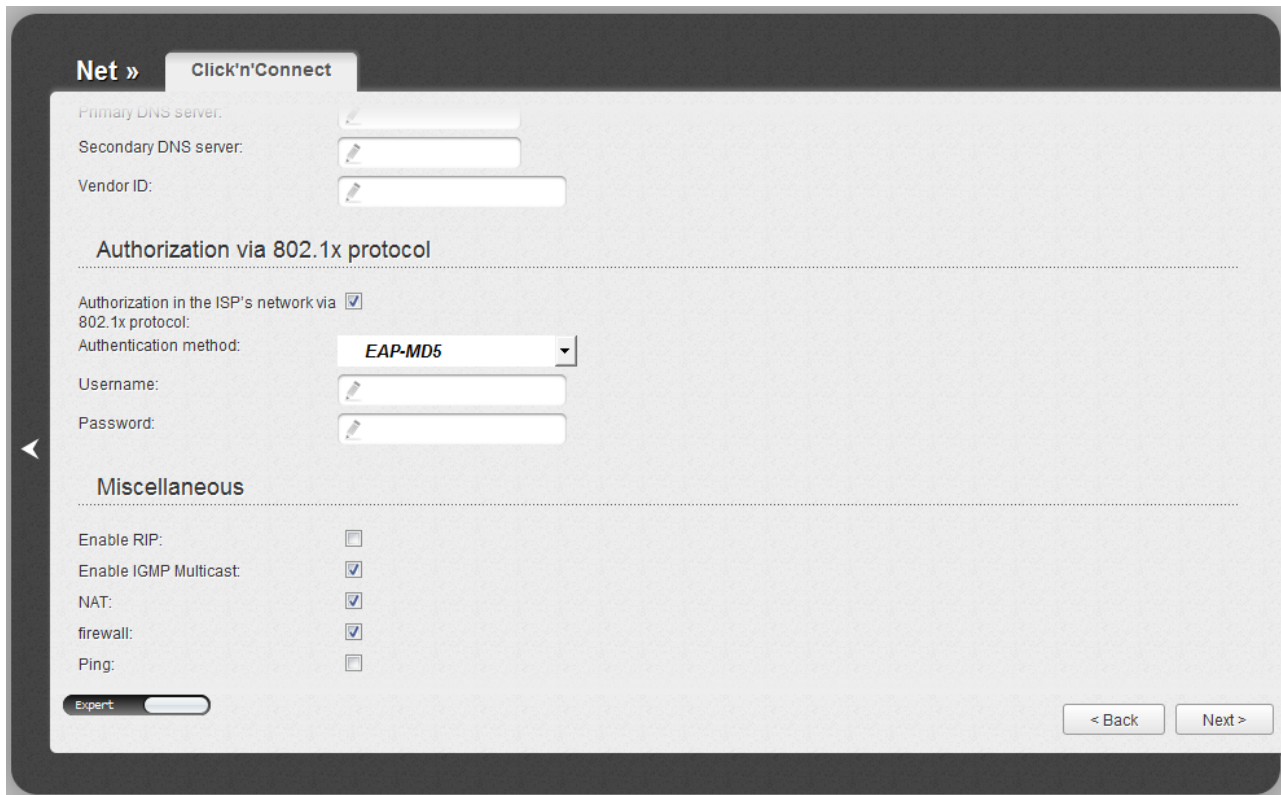 Net »
Click'n'Connect
Primary DNS server:
Secondary DNS server:
Vendor ID:
Authorization via 802.1x protocol
Authorization in the ISP's network via
802.1x protocol:
Authentication method:
EAP-MD5
Username:
Password:
Miscellaneous
Enable RIP:
Enable IGMP Multicast:
NAT:
firewall:
Ping:
Expert
< Back
Next >